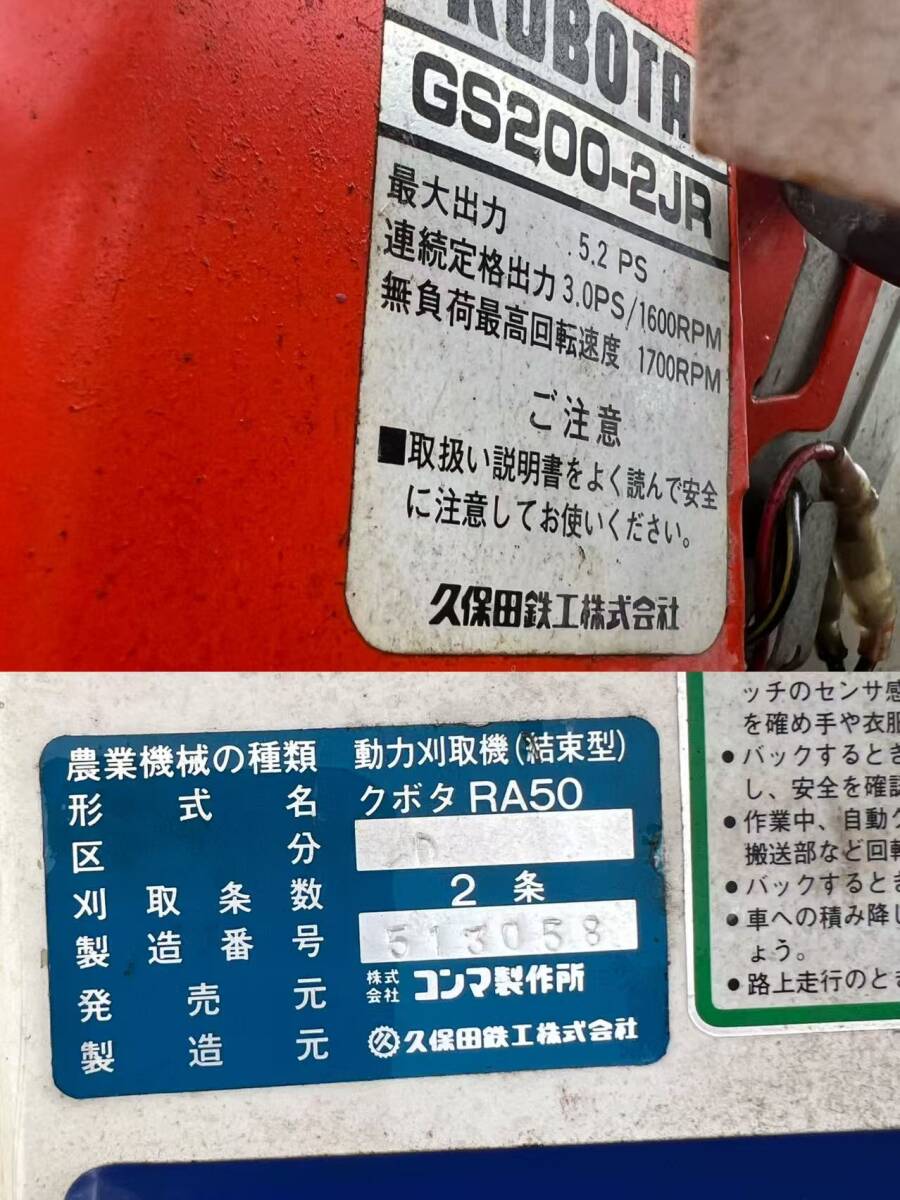 KUBOTA
GS200-2JR
最大出力 5.2 PS
連続定格出力 3.0PS/1600RPM
無負荷最高回転速度 1700RPM
ご注意
■取扱い説明書をよく読んで安全
に注意してお使いください。
久保田鉄工株式会社
農業機械の種類 動力刈取機(結束型)
形式名 クボタ RA50
区分 D
刈取条数 2条
製造番号 513058
発売元 株式会社 コンマ製作所
製造元 久保田鉄工株式会社
ッチのセンサ感
を確め手や衣服
●バックするとき
し、安全を確認
●作業中、自動ク
搬送部など回転
●バックするとき
●車への積み降し
ょう。
●路上走行のとき